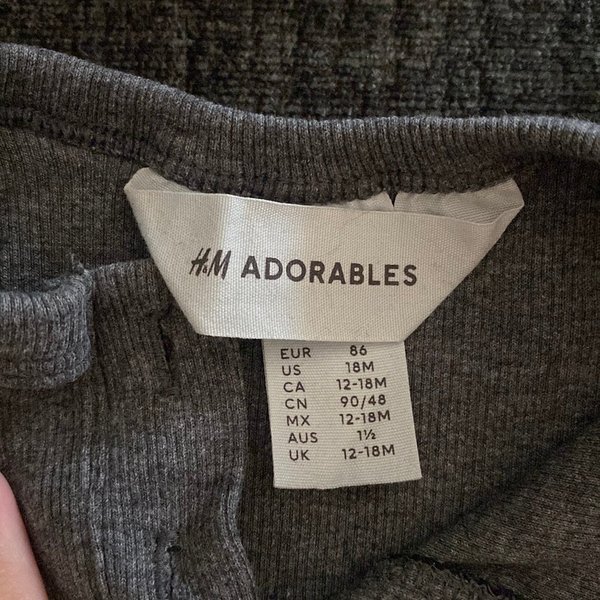 H&M ADORABLES
EUR 86
US 18M
CA 12-18M
CN 90/48
MX 12-18M
AUS 1½
UK 12-18M